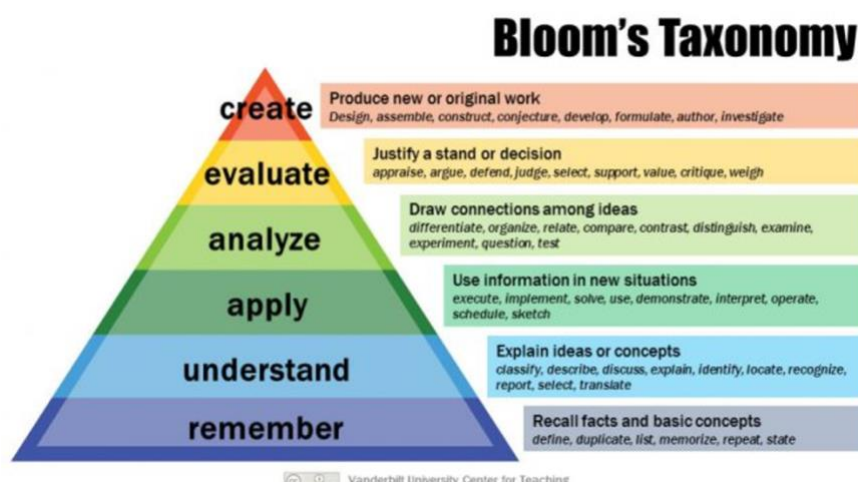 Bloom's Taxonomy
create
Produce new or original work
Design, assemble, construct, conjecture, develop, formulate, author, investigate
evaluate
Justify a stand or decision
appraise, argue, defend, judge, select, support, value, critique, weigh
analyze
Draw connections among ideas
differentiate, organize, relate, compare, contrast, distinguish, examine,
experiment, question, test
apply
Use information in new situations
execute, implement, solve, use, demonstrate, interpret, operate,
schedule, sketch
understand
Explain ideas or concepts
classify, describe, discuss, explain, identify, locate, recognize,
report, select, translate
remember
Recall facts and basic concepts
define, duplicate, list, memorize, repeat, state
Vanderbilt University Center for Teaching